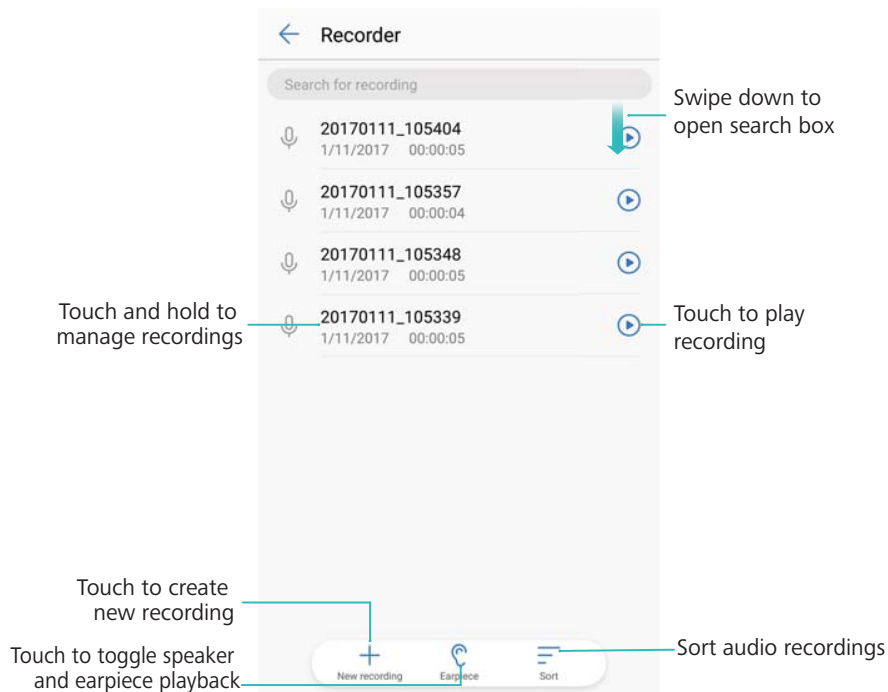 Recorder
Search for recording
Swipe down to
open search box
20170111_105404
1/11/2017 00:00:05
20170111_105357
1/11/2017 00:00:04
20170111_105348
1/11/2017 00:00:05
Touch and hold to
manage recordings
20170111_105339
1/11/2017 00:00:05
Touch to play
recording
Touch to create
new recording
Touch to toggle speaker
and earpiece playback
New recording
Earpiece
Sort
Sort audio recordings